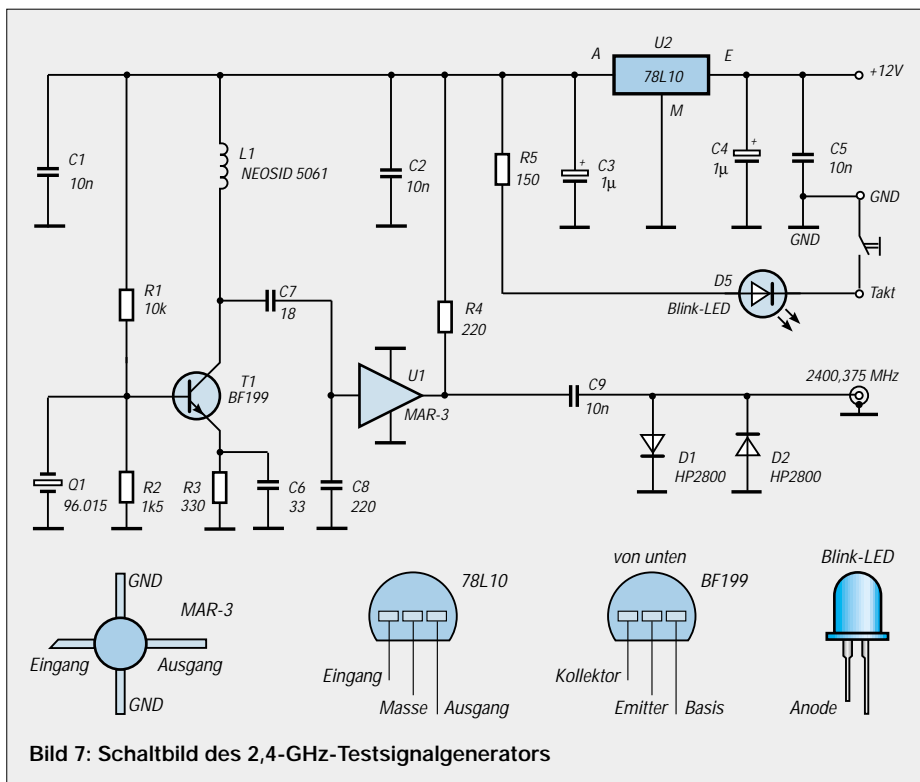 U2
A
E
78L10
+12V
M
C1
10n
L1
NEOSID 5061
C2
10n
R5
150
C3
+
1µ
C4
+
1µ
C5
10n
GND
GND
D5
Blink-LED
Takt
R1
10k
C7
18
R4
220
T1
BF199
U1
MAR-3
C9
10n
2400,375 MHz
Q1
96.015
R2
1k5
R3
330
C6
33
C8
220
D1
HP2800
D2
HP2800
GND
MAR-3
Eingang
Ausgang
GND
78L10
Eingang
Masse
Ausgang
von unten
BF199
Kollektor
Emitter
Basis
Blink-LED
Anode
Bild 7: Schaltbild des 2,4-GHz-Testsignalgenerators